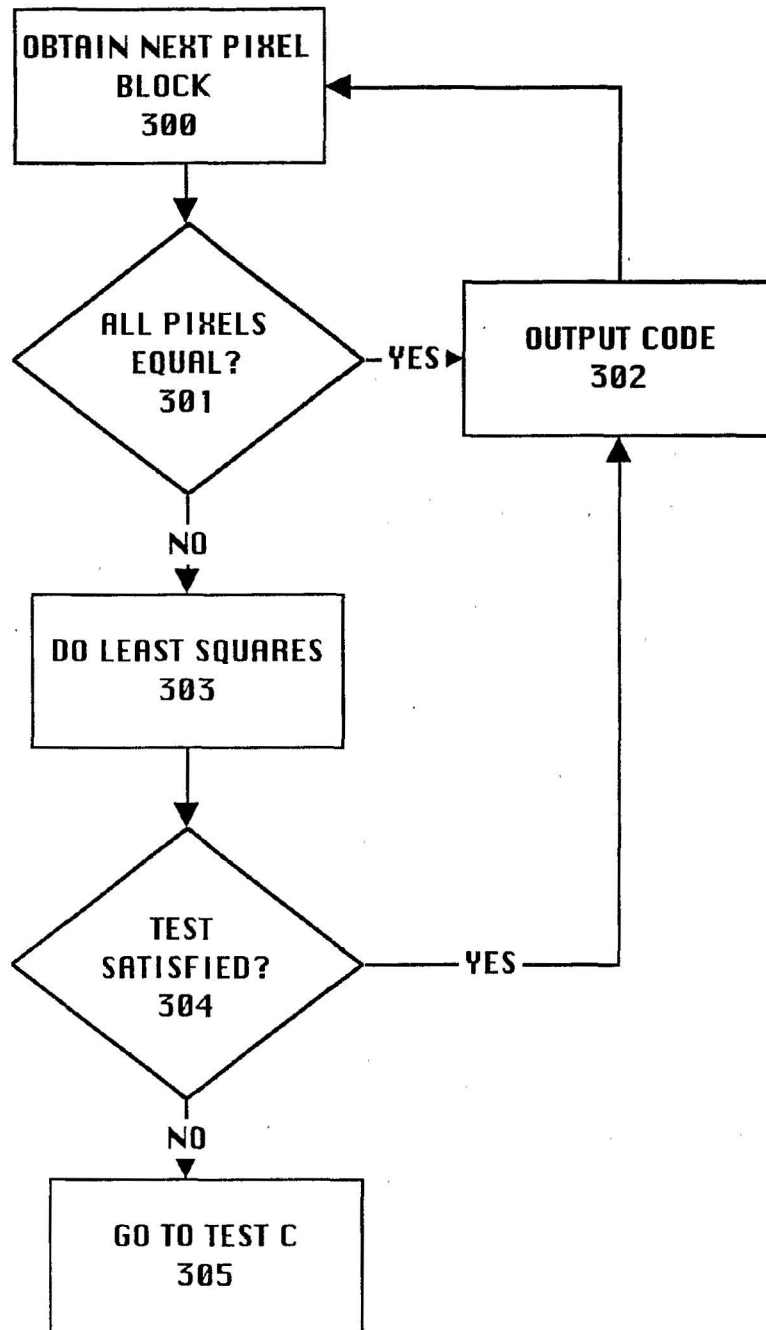 OBTAIN NEXT PIXEL
BLOCK
300
ALL PIXELS
EQUAL?
301
YES
OUTPUT CODE
302
NO
DO LEAST SQUARES
303
TEST
SATISFIED?
304
YES
NO
GO TO TEST C
305